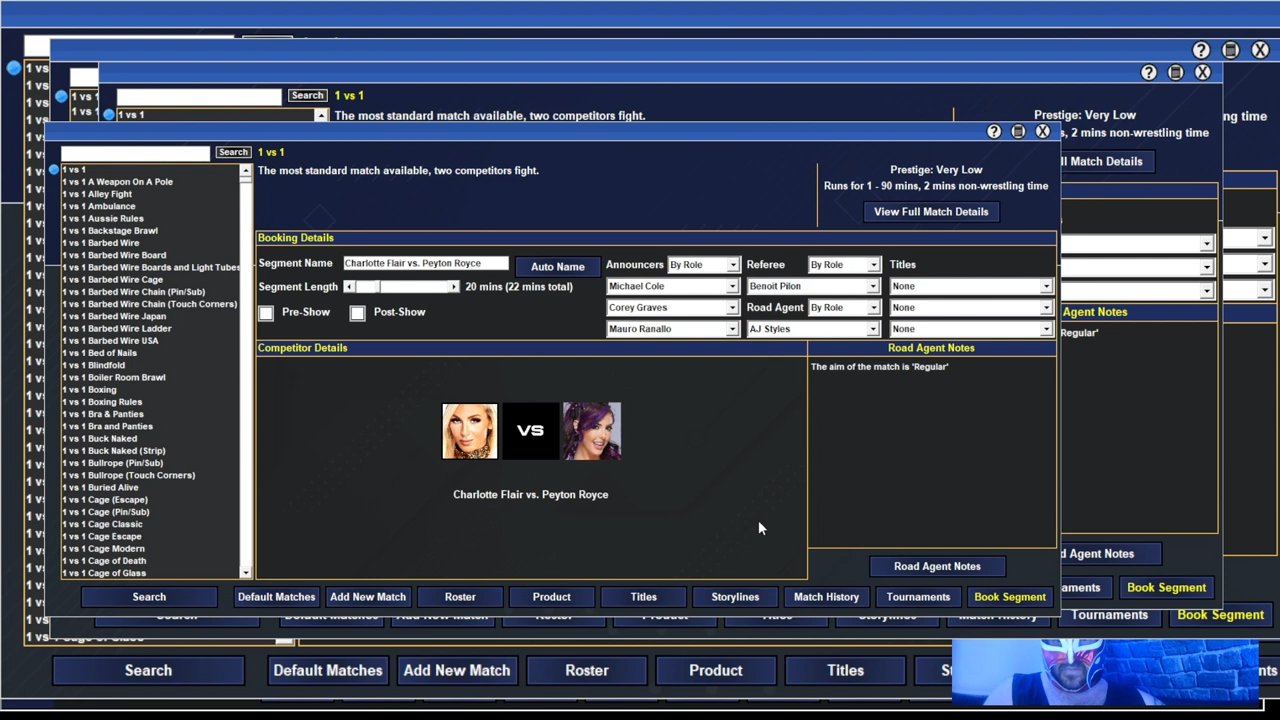 ?
X
?
X
Search
1 vs 1
1 vs 1
The most standard match available, two competitors fight.
Prestige: Very Low
?
X
Search
1 vs 1
1 vs 1
1 vs 1 A Weapon On A Pole
1 vs 1 Alley Fight
1 vs 1 Ambulance
1 vs 1 Aussie Rules
1 vs 1 Backstage Brawl
1 vs 1 Barbed Wire
1 vs 1 Barbed Wire Board
1 vs 1 Barbed Wire Boards and Light Tubes
1 vs 1 Barbed Wire Cage
1 vs 1 Barbed Wire Chain (Pin/Sub)
1 vs 1 Barbed Wire Chain (Touch Corners)
1 vs 1 Barbed Wire Japan
1 vs 1 Barbed Wire Ladder
1 vs 1 Barbed Wire USA
1 vs 1 Bed of Nails
1 vs 1 Blindfold
1 vs 1 Boiler Room Brawl
1 vs 1 Boxing
1 vs 1 Boxing Rules
1 vs 1 Bra & Panties
1 vs 1 Bra and Panties
1 vs 1 Buck Naked
1 vs 1 Buck Naked (Strip)
1 vs 1 Bullrope (Pin/Sub)
1 vs 1 Bullrope (Touch Corners)
1 vs 1 Buried Alive
1 vs 1 Cage (Escape)
1 vs 1 Cage (Pin/Sub)
1 vs 1 Cage Classic
1 vs 1 Cage Escape
1 vs 1 Cage Modern
1 vs 1 Cage of Death
1 vs 1 Cage of Glass
The most standard match available, two competitors fight.
Prestige: Very Low
Runs for 1 - 90 mins, 2 mins non-wrestling time
View Full Match Details
Booking Details
Segment Name
Charlotte Flair vs. Peyton Royce
Auto Name
Segment Length
20 mins (22 mins total)
Pre-Show
Post-Show
Announcers
By Role
Michael Cole
Corey Graves
Mauro Ranallo
Referee
By Role
Benoit Pilon
Road Agent
By Role
AJ Styles
Titles
None
None
None
Competitor Details
VS
Charlotte Flair vs. Peyton Royce
Road Agent Notes
The aim of the match is 'Regular'
Road Agent Notes
Search
Default Matches
Add New Match
Roster
Product
Titles
Storylines
Match History
Tournaments
Book Segment
, 2 mins non-wrestling time
ll Match Details
Agent Notes
Regular'
d Agent Notes
aments
Book Segment
Tournaments
Book Segment
Search
Default Matches
Add New Match
Roster
Product
Titles